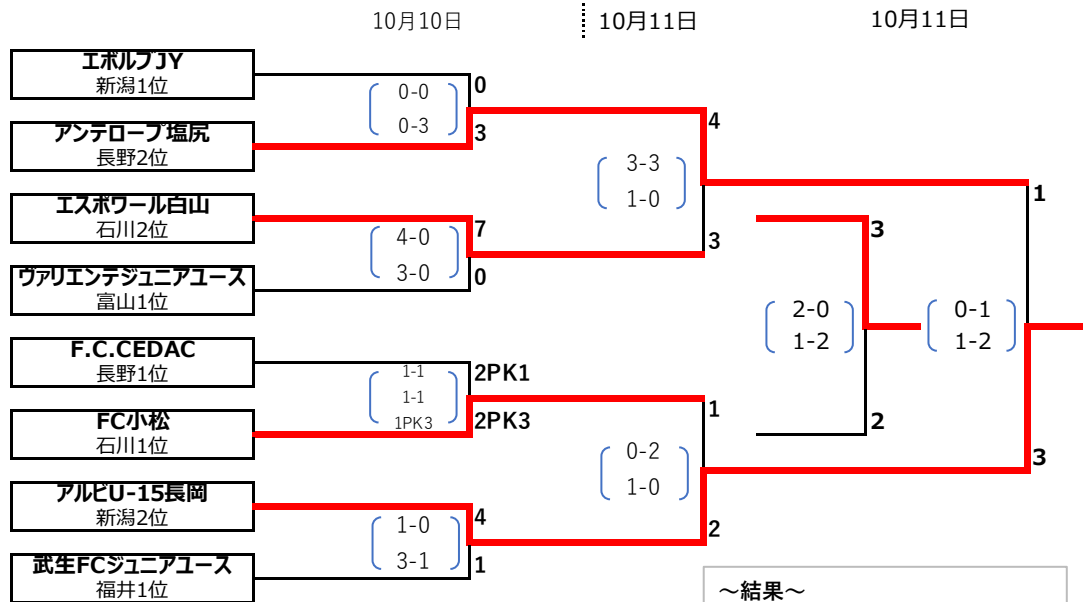 10月10日
10月11日
10月11日
エボルブJY
新潟1位
アンテロープ塩尻
長野2位
エスポワール白山
石川2位
ヴァリエンテジュニアユース
富山1位
F.C.CEDAC
長野1位
FC小松
石川1位
アルビU-15長岡
新潟2位
武生FCジュニアユース
福井1位
0
0-0
0-3
3
7
4-0
3-0
0
2PK1
1-1
1-1
1PK3
2PK3
4
1-0
3-1
1
4
3-3
1-0
3
1
0-2
1-0
2
3
2-0
1-2
2
1
0-1
1-2
3
～結果～